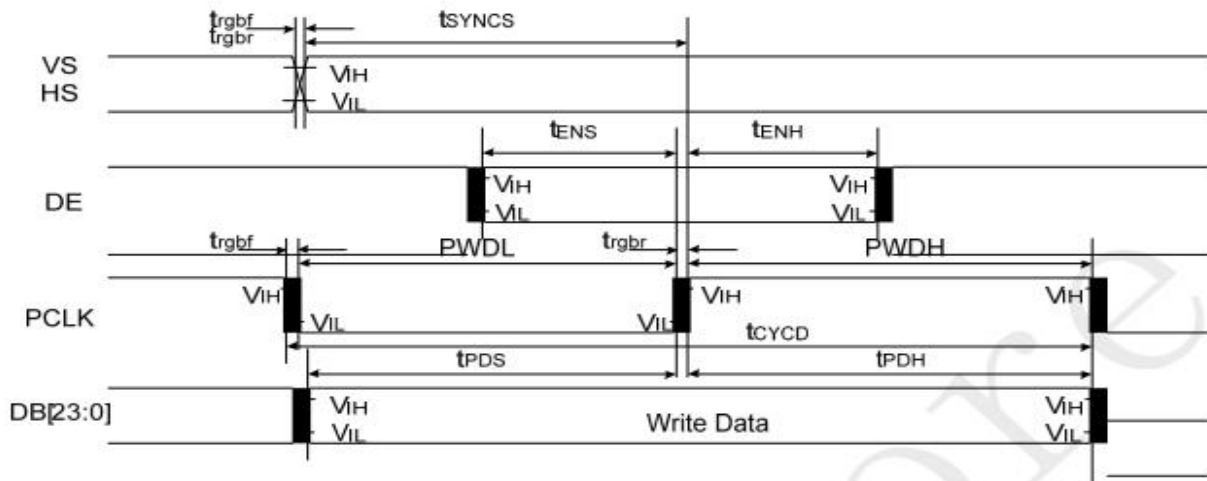 trgbf tSYNCS
trgbr
VS VIH
HS VIL
tENS tENH
VIH VIH
DE
VIL VIL
trgbf PWDL trgbr PWDH
VIH VIH VIH
PCLK VIL VIL
tCYCD
tPDS tPDH
DB[23:0] VIH VIH
VIL Write Data VIL
ore